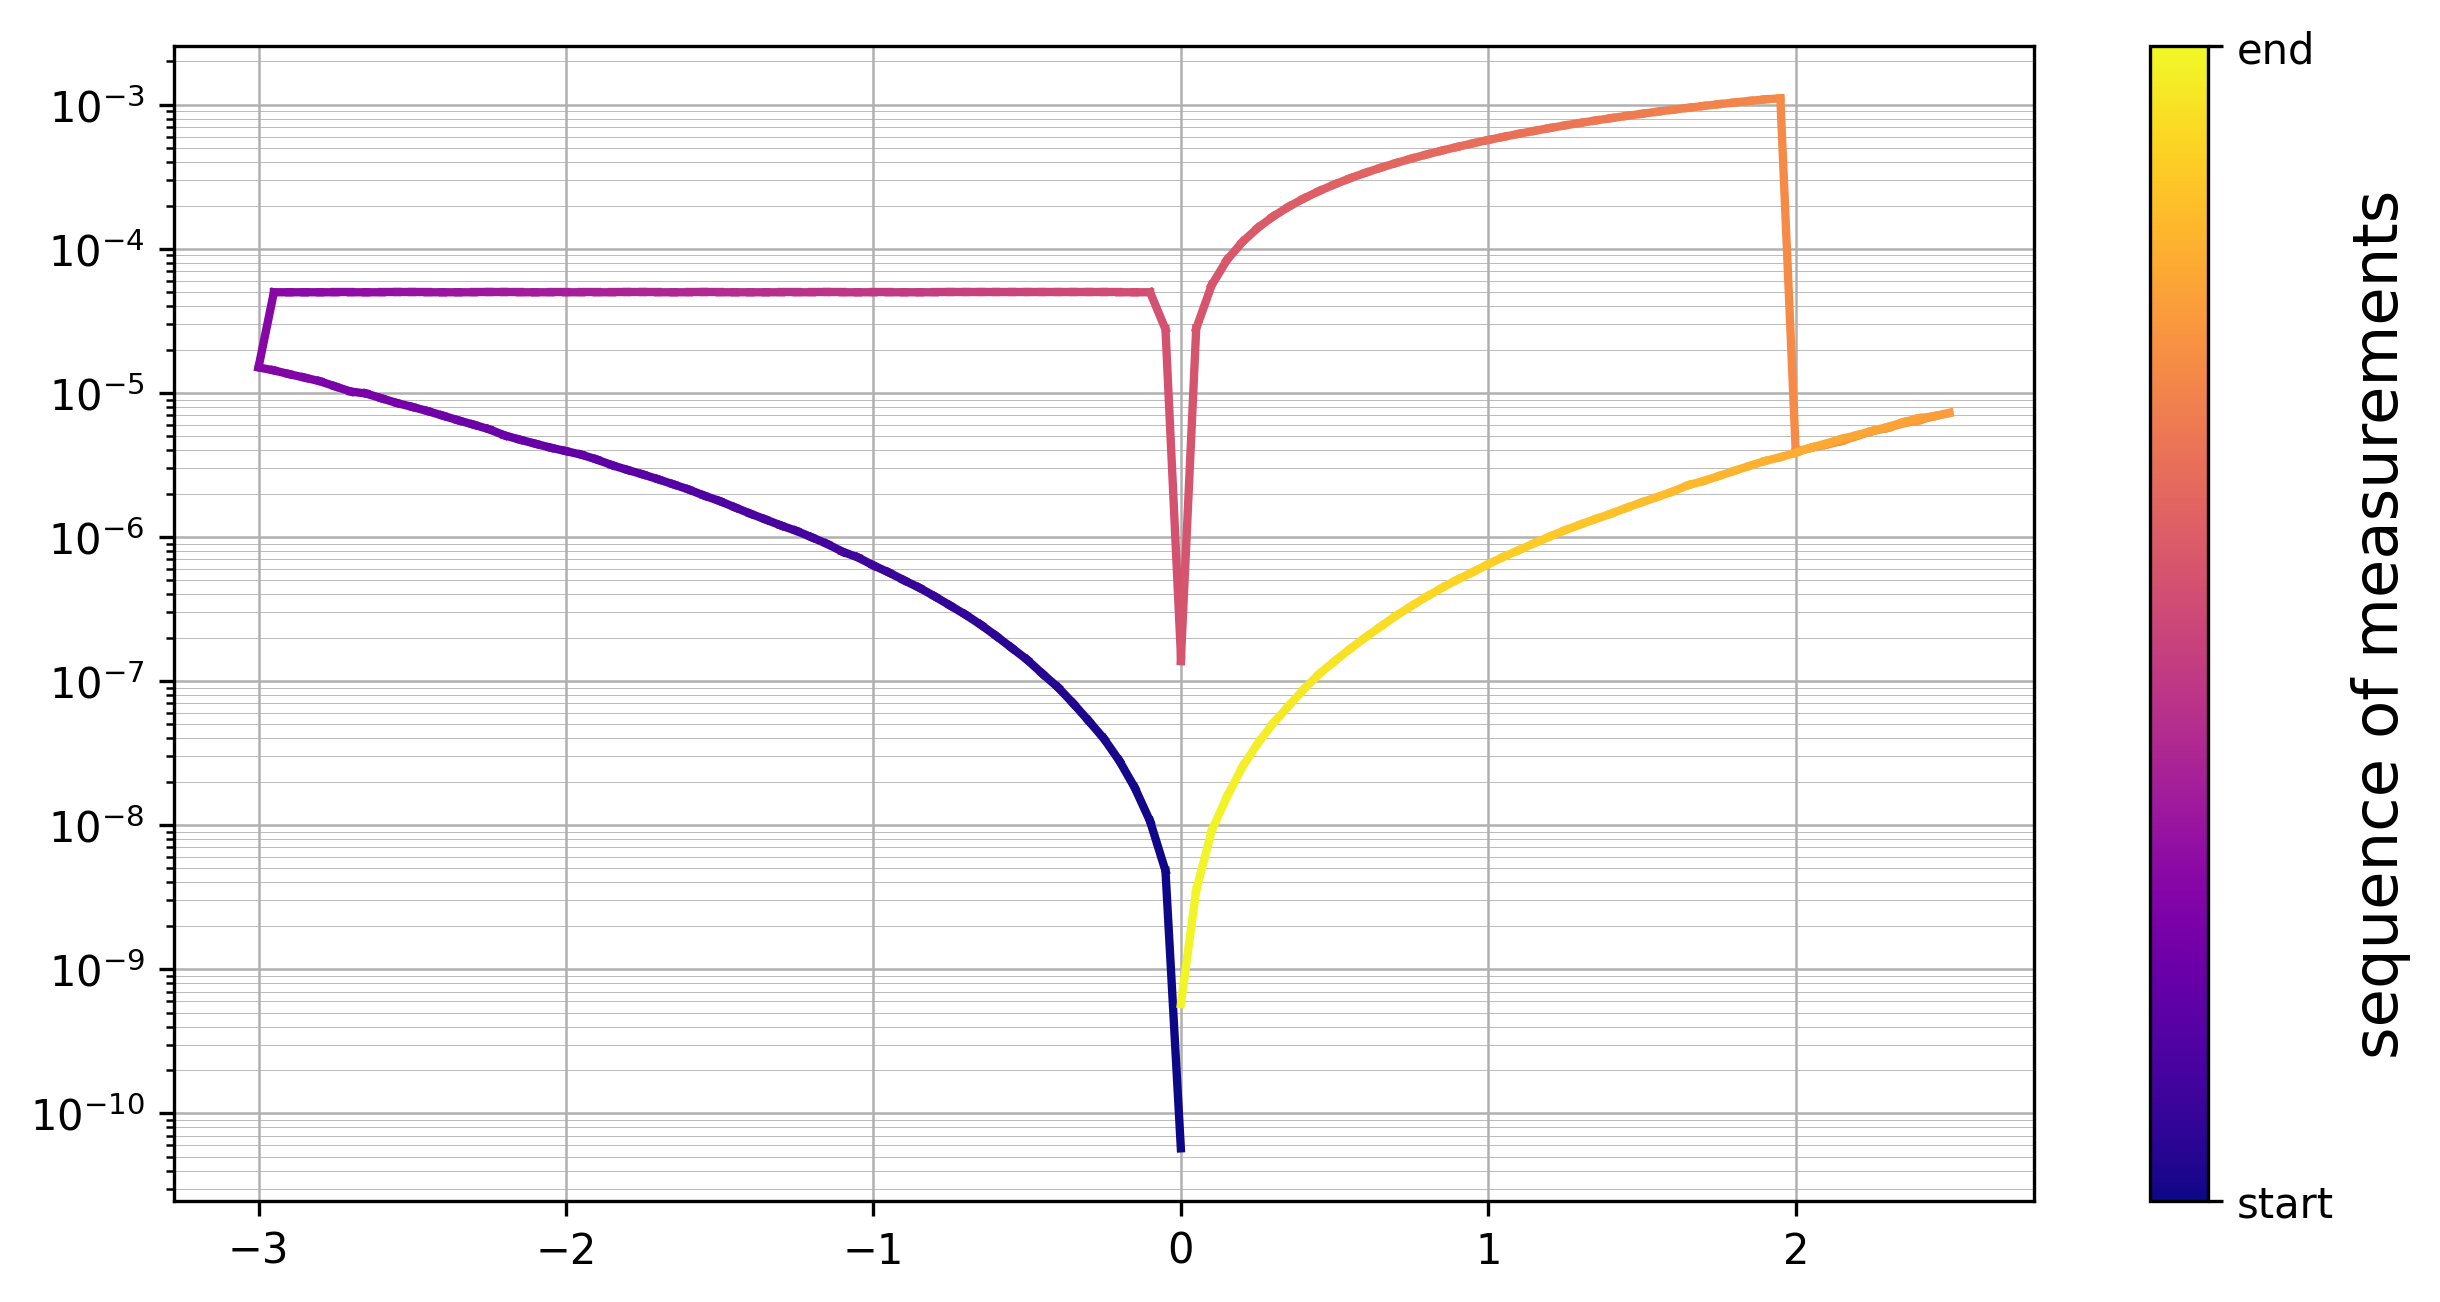 10⁻³
10⁻⁴
10⁻⁵
10⁻⁶
10⁻⁷
10⁻⁸
10⁻⁹
10⁻¹⁰
−3 −2 −1 0 1 2
end
start
sequence of measurements